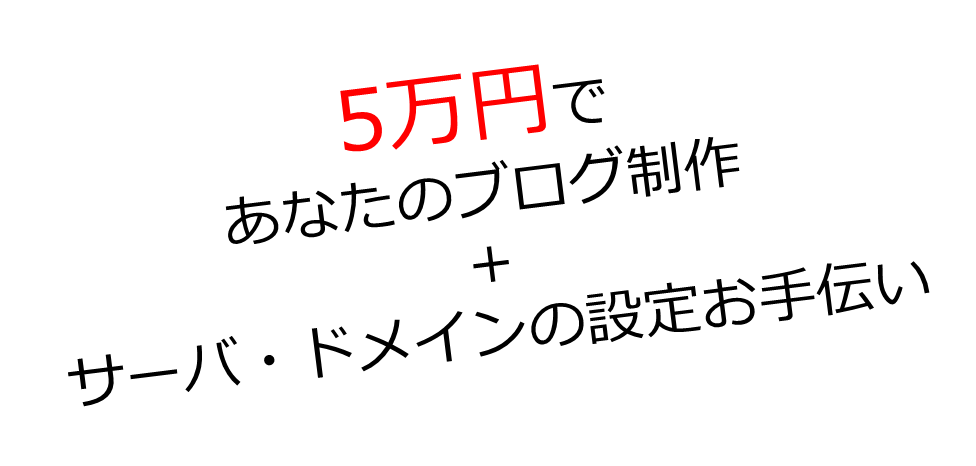 5万円で
あなたのブログ制作
+
サーバ・ドメインの設定お手伝い